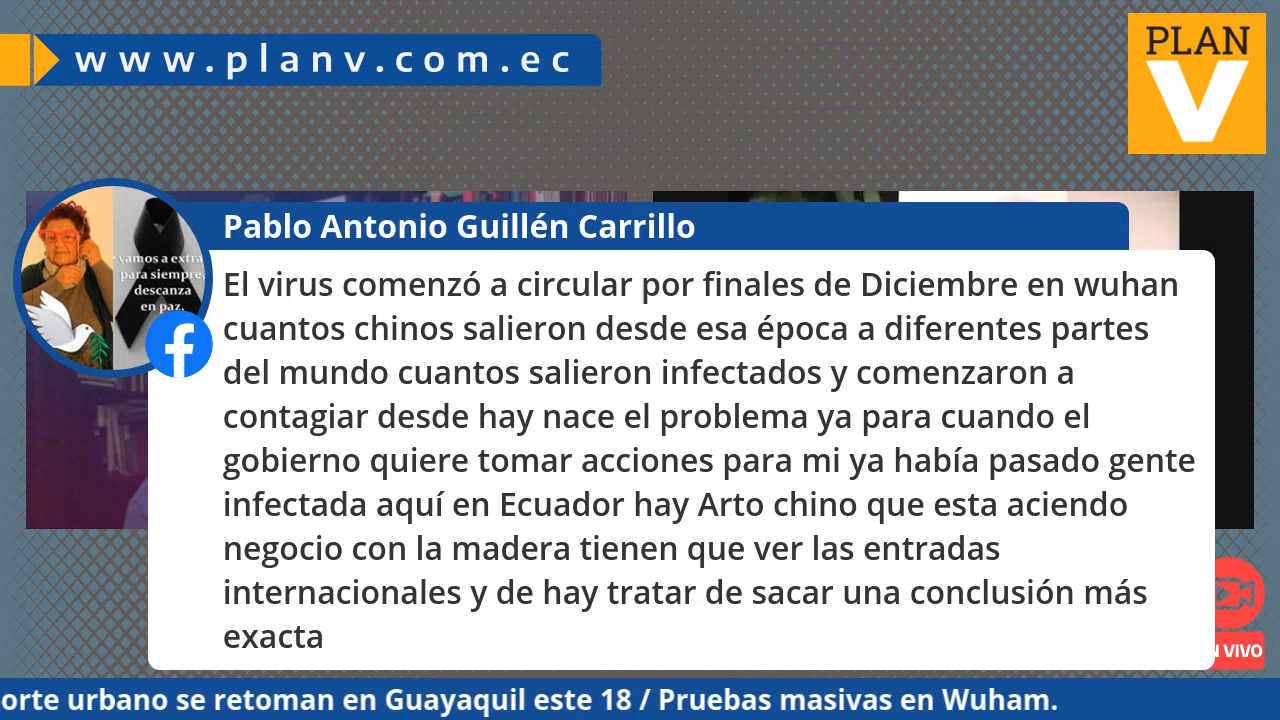 www.planv.com.ec
PLAN
V
Pablo Antonio Guillén Carrillo
vamos a extra
para siempre,
descanza
en paz.
El virus comenzó a circular por finales de Diciembre en wuhan
cuantos chinos salieron desde esa época a diferentes partes
del mundo cuantos salieron infectados y comenzaron a
contagiar desde hay nace el problema ya para cuando el
gobierno quiere tomar acciones para mi ya había pasado gente
infectada aquí en Ecuador hay Arto chino que esta aciendo
negocio con la madera tienen que ver las entradas
internacionales y de hay tratar de sacar una conclusión más
exacta
N VIVO
orte urbano se retoman en Guayaquil este 18 / Pruebas masivas en Wuham.